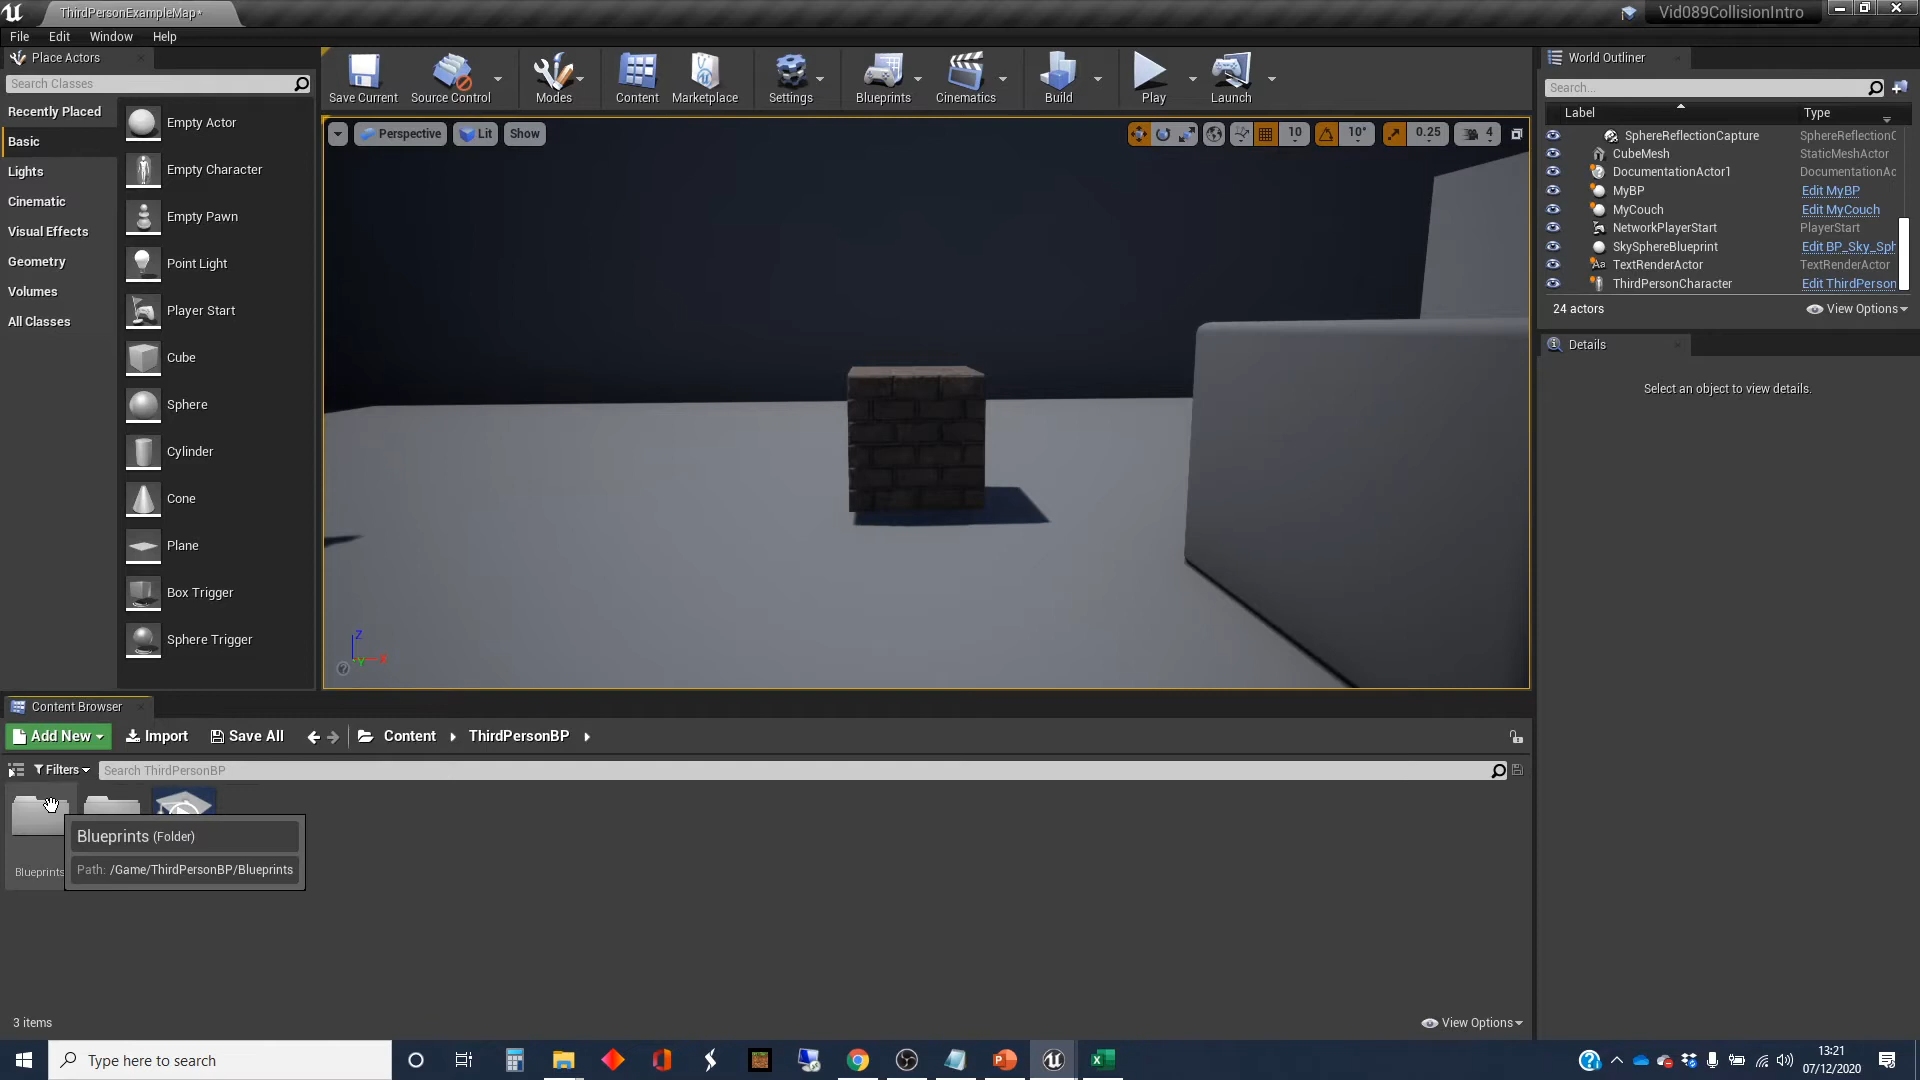 ThirdPersonExampleMap*
Vid089CollisionIntro
File Edit Window Help
Place Actors
Search Classes
Recently Placed
Basic
Lights
Cinematic
Visual Effects
Geometry
Volumes
All Classes
Empty Actor
Empty Character
Empty Pawn
Point Light
Player Start
Cube
Sphere
Cylinder
Cone
Plane
Box Trigger
Sphere Trigger
Save Current Source Control Modes Content Marketplace Settings Blueprints Cinematics Build Play Launch
Perspective Lit Show
10 10° 0.25 4
Z
Y X
World Outliner
Search...
Label Type
SphereReflectionCapture SphereReflectionC
CubeMesh StaticMeshActor
DocumentationActor1 DocumentationAc
MyBP Edit MyBP
MyCouch Edit MyCouch
NetworkPlayerStart PlayerStart
SkySphereBlueprint Edit BP_Sky_Sph
Aa TextRenderActor TextRenderActor
ThirdPersonCharacter Edit ThirdPerson
24 actors View Options
Details
Select an object to view details.
Content Browser
Add New Import Save All Content ThirdPersonBP
Filters Search ThirdPersonBP
Blueprints
Blueprints (Folder)
Path: /Game/ThirdPersonBP/Blueprints
3 items View Options
Type here to search
13:21
07/12/2020